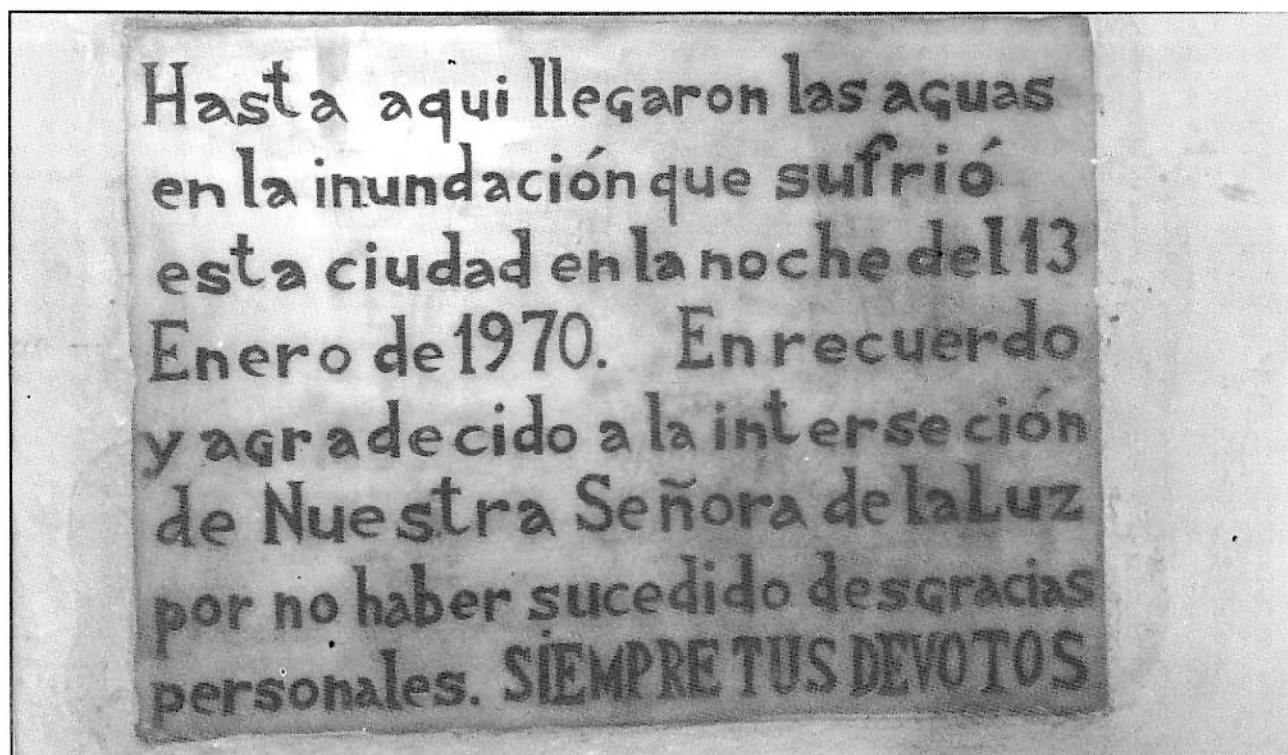 Hasta aqui llegaron las aguas
en la inundación que sufrió
esta ciudad en la noche del 13
Enero de 1970. En recuerdo
y agradecido a la interseción
de Nuestra Señora de la Luz
por no haber sucedido desgracias
personales. SIEMPRE TUS DEVOTOS